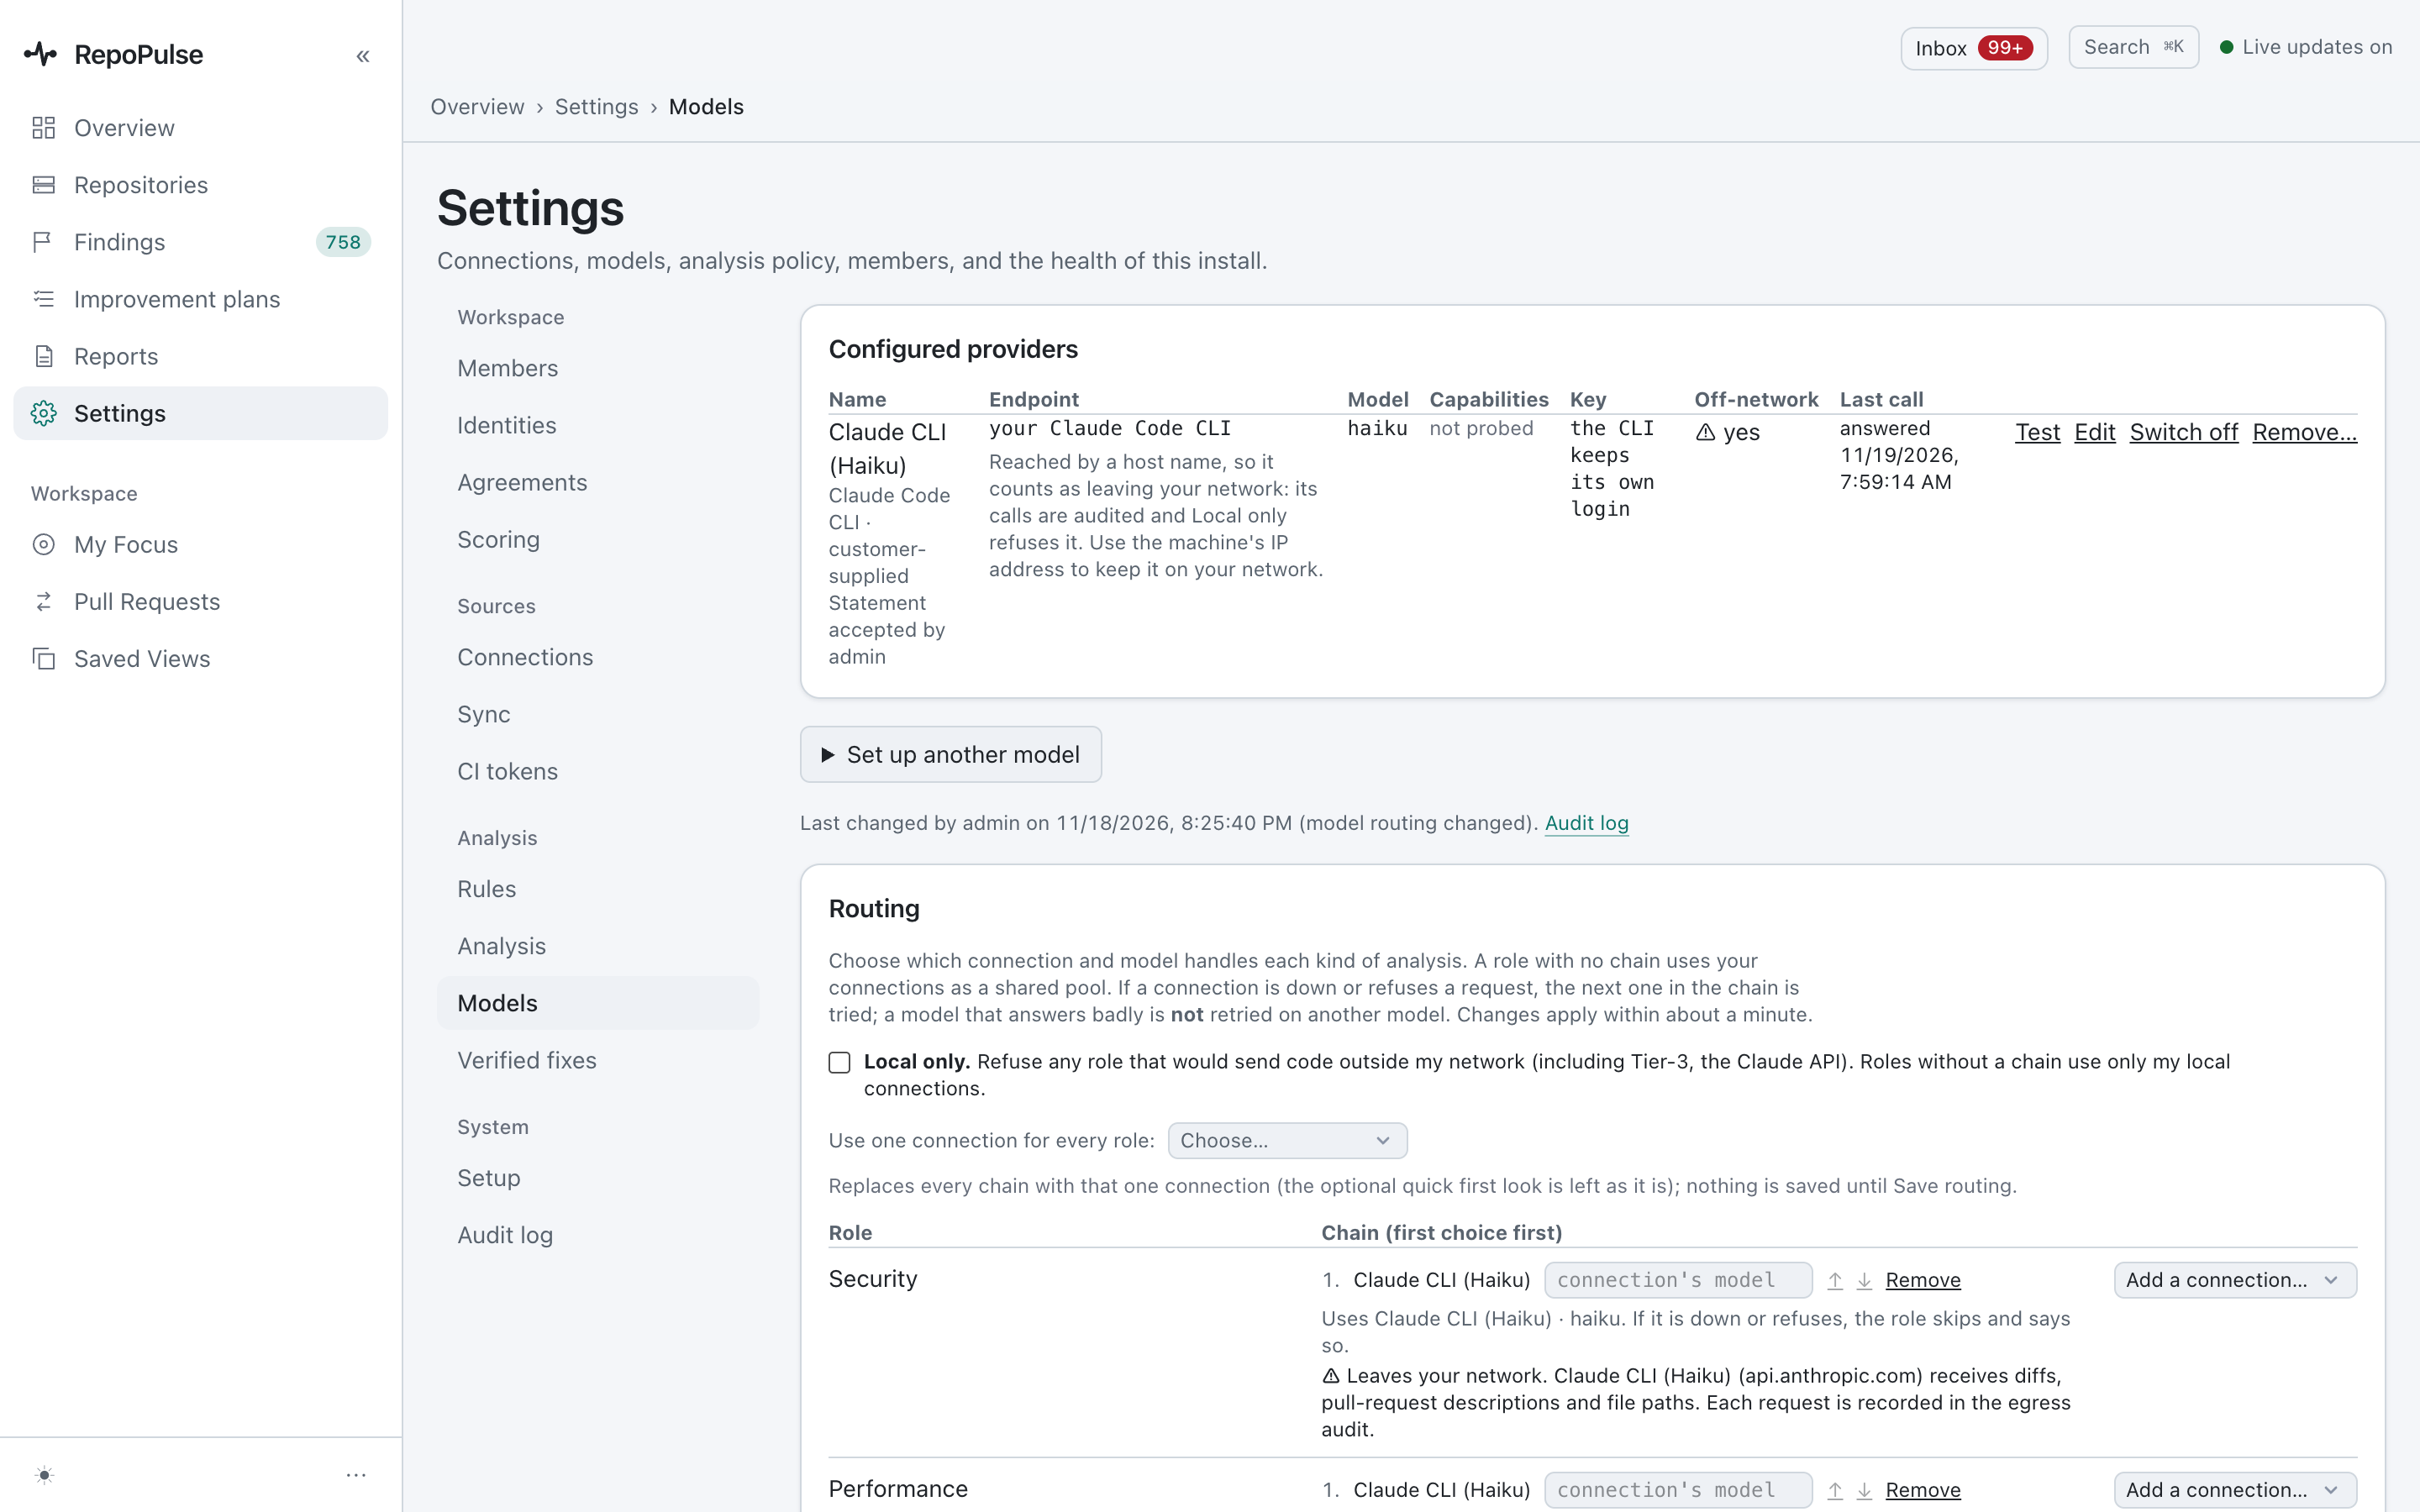 RepoPulse
«
Overview
Repositories
Findings 758
Improvement plans
Reports
Settings
Workspace
My Focus
Pull Requests
Saved Views
...
Inbox 99+
Search ⌘K
Live updates on
Overview › Settings › Models
Settings
Connections, models, analysis policy, members, and the health of this install.
Workspace
Members
Identities
Agreements
Scoring
Sources
Connections
Sync
CI tokens
Analysis
Rules
Analysis
Models
Verified fixes
System
Setup
Audit log
Configured providers
Name Endpoint Model Capabilities Key Off-network Last call
Claude CLI
(Haiku)
Claude Code
CLI ·
customer-
supplied
Statement
accepted by
admin
your Claude Code CLI
Reached by a host name, so it
counts as leaving your network: its
calls are audited and Local only
refuses it. Use the machine's IP
address to keep it on your network.
haiku
not probed
the CLI
keeps
its own
login
⚠ yes
answered
11/19/2026,
7:59:14 AM
Test Edit Switch off Remove...
▶ Set up another model
Last changed by admin on 11/18/2026, 8:25:40 PM (model routing changed). Audit log
Routing
Choose which connection and model handles each kind of analysis. A role with no chain uses your
connections as a shared pool. If a connection is down or refuses a request, the next one in the chain is
tried; a model that answers badly is not retried on another model. Changes apply within about a minute.
Local only. Refuse any role that would send code outside my network (including Tier-3, the Claude API). Roles without a chain use only my local
connections.
Use one connection for every role: Choose...
Replaces every chain with that one connection (the optional quick first look is left as it is); nothing is saved until Save routing.
Role Chain (first choice first)
Security 1. Claude CLI (Haiku) connection's model ↑ ↓ Remove Add a connection...
Uses Claude CLI (Haiku) · haiku. If it is down or refuses, the role skips and says
so.
⚠ Leaves your network. Claude CLI (Haiku) (api.anthropic.com) receives diffs,
pull-request descriptions and file paths. Each request is recorded in the egress
audit.
Performance 1. Claude CLI (Haiku) connection's model ↑ ↓ Remove Add a connection...